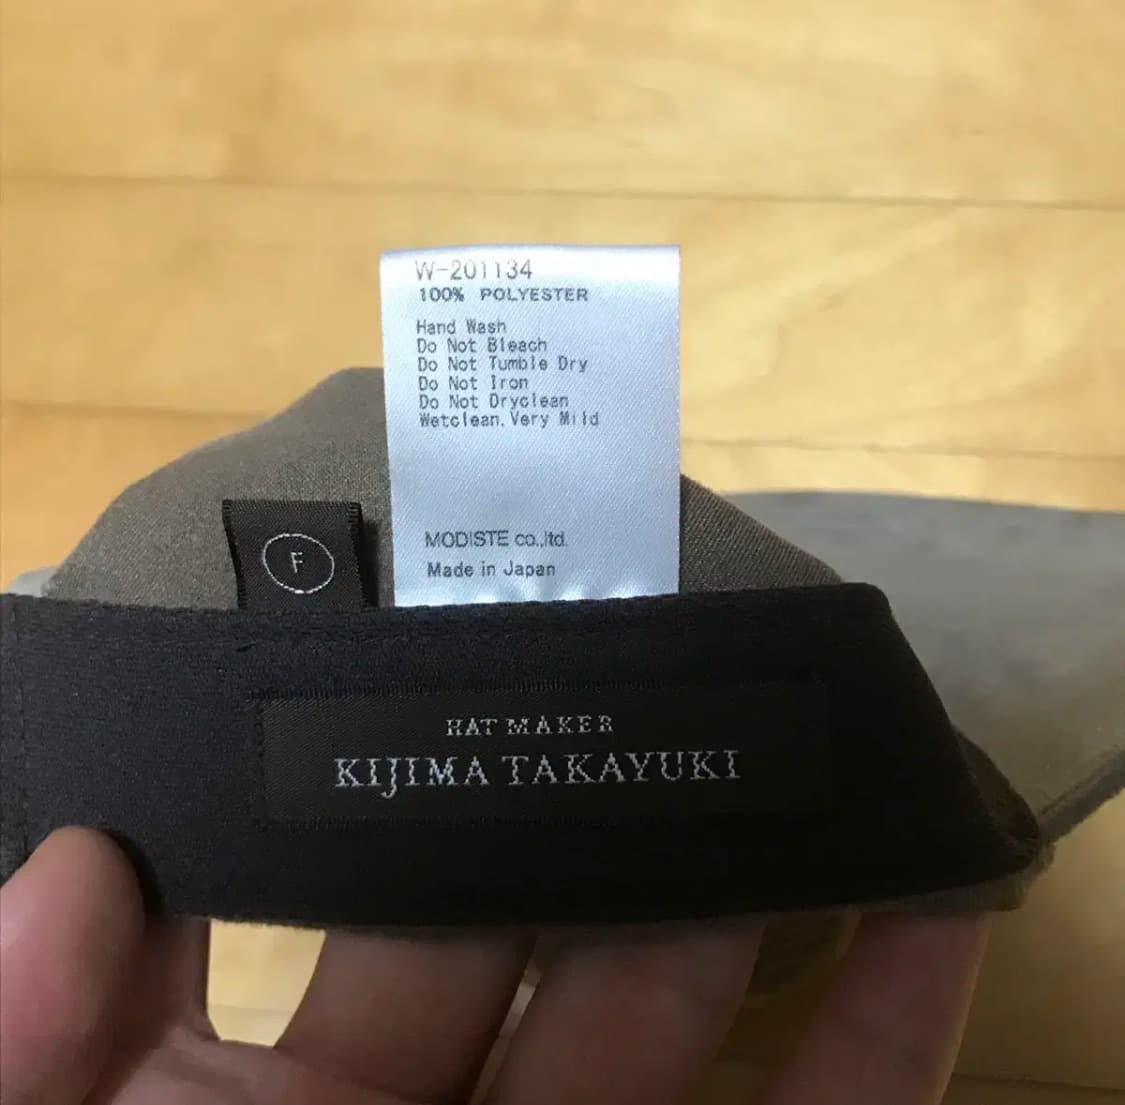 W-201134
100% POLYESTER
Hand Wash
Do Not Bleach
Do Not Tumble Dry
Do Not Iron
Do Not Dryclean
Wetclean.Very Mild
MODISTE co.,ltd.
Made in Japan
F
HAT MAKER
KIJIMA TAKAYUKI